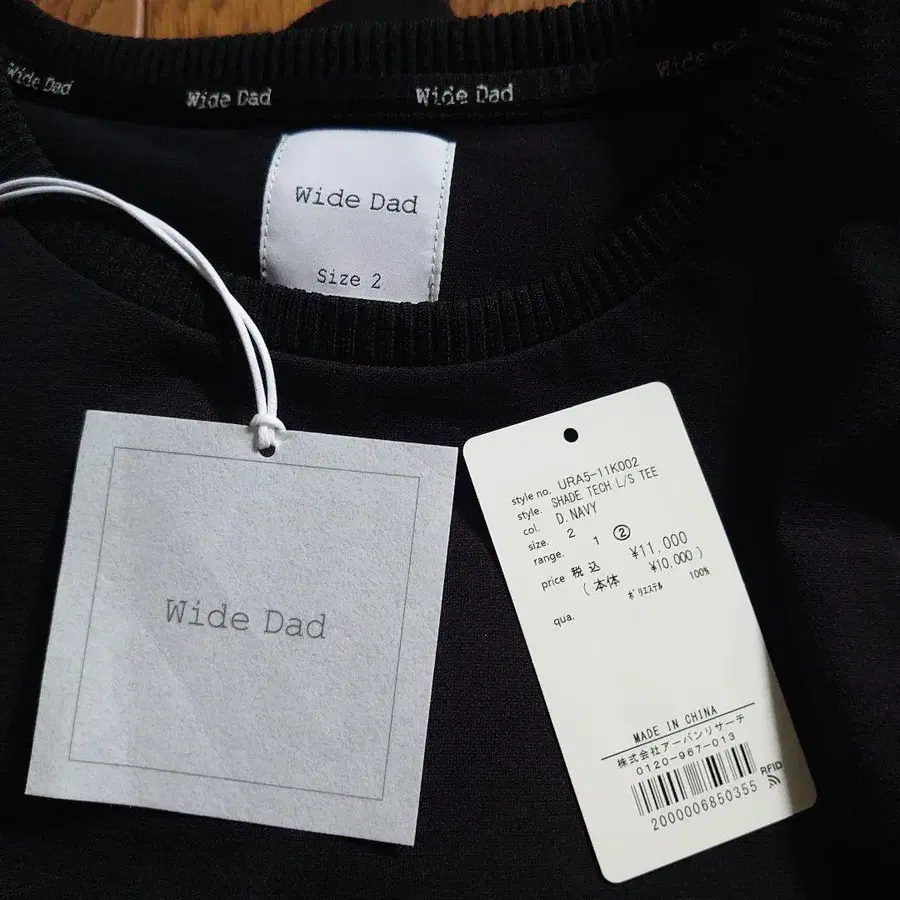 Wide Dad
Wide Dad
Wide Dad
Wide Dad
Wide Dad
Size 2
Wide Dad
style no. URA5-11K002
style. SHADE TECH L/S TEE
col. D.NAVY
size. 2
range. 1 ②
price 税込 ¥11,000
(本体 ¥10,000)
qua. ポリエステル 100%
MADE IN CHINA
株式会社アーバンリサーチ
0120-967-013
2000006850355
RFID